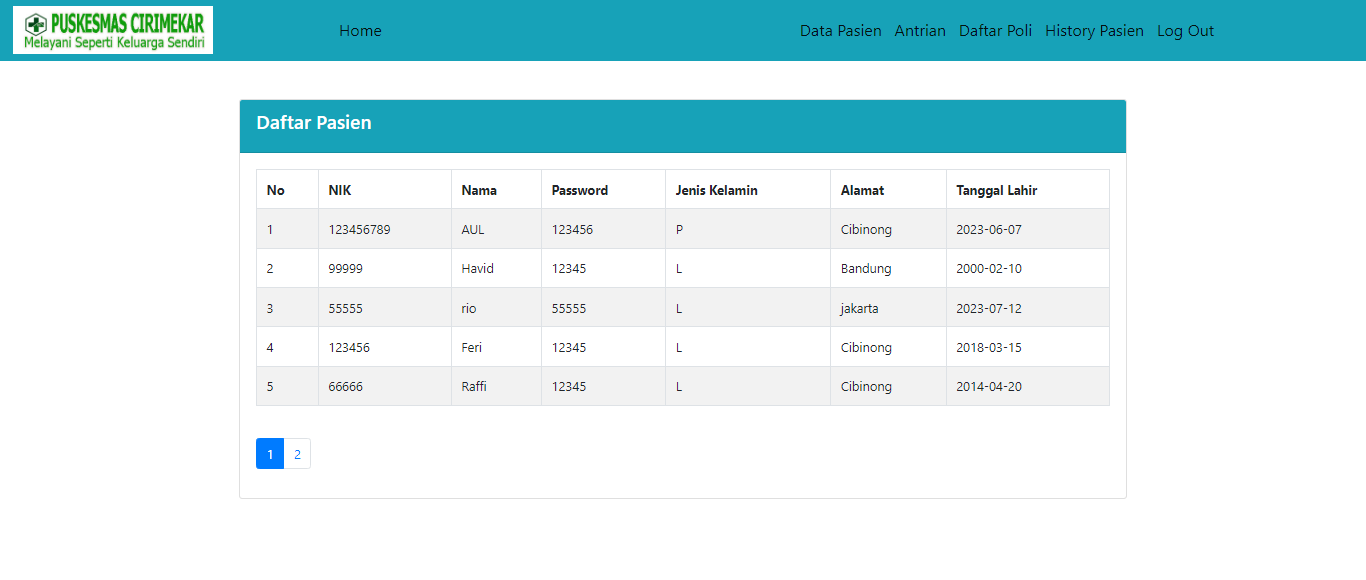 PUSKESMAS CIRIMEKAR
Melayani Seperti Keluarga Sendiri
Home Data Pasien Antrian Daftar Poli History Pasien Log Out
Daftar Pasien
No NIK Nama Password Jenis Kelamin Alamat Tanggal Lahir
1 123456789 AUL 123456 P Cibinong 2023-06-07
2 99999 Havid 12345 L Bandung 2000-02-10
3 55555 rio 55555 L jakarta 2023-07-12
4 123456 Feri 12345 L Cibinong 2018-03-15
5 66666 Raffi 12345 L Cibinong 2014-04-20
1 2